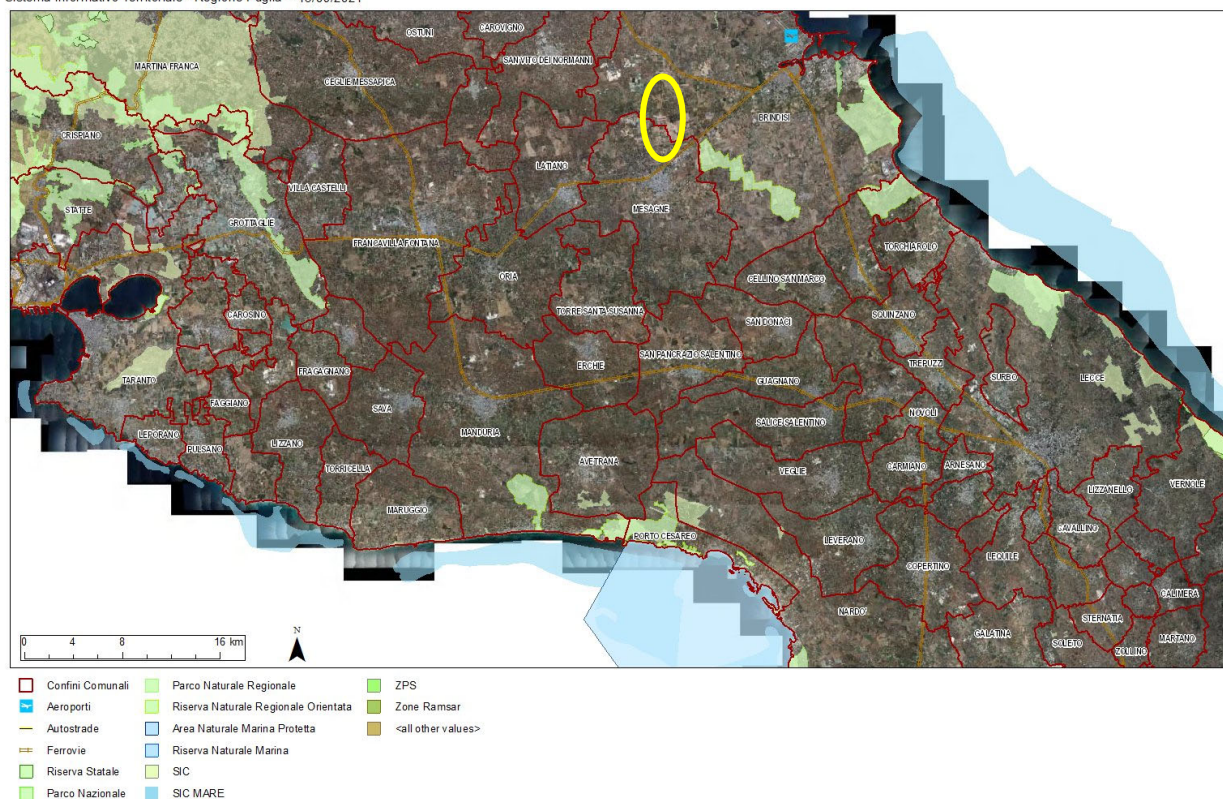 OSTUNI
CAROVIGNO
SAN VITO DEI NORMANNI
MARTINA FRANCA
CEGLIE MESSAPICA
BRINDISI
CRISPIANO
LATIANO
VILLA CASTELLI
STATTE
MESAGNE
GROTTAGLIE
FRANCAVILLA FONTANA
TORCHIAROLO
ORIA
CELLINO SAN MARCO
TORRE SANTA SUSANNA
CAROSINO
SAN DONACI
SQUINZANO
SAN PANCRAZIO SALENTINO
ERCHIE
TREPUZZI
FRAGAGNANO
GUAGNANO
SURBO
LECCE
TARANTO
FAGGIANO
SAVA
NOVOLI
SALICE SALENTINO
MANDURIA
LEPORANO
PULSANO
LIZZANO
AVETRANA
CARMIANO
ARNESANO
TORRICELLA
VEGLIE
VERNOLE
LIZZANELLO
MARUGGIO
CAVALLINO
PORTO CESAREO
LEVERANO
LEQUILE
COPERTINO
CALIMERA
NARDO'
STERNATIA
GALATINA
SOLETO
MARTANO
ZOLLINO
0 4 8 16 km
N
Confini Comunali
Aeroporti
Autostrade
Ferrovie
Riserva Statale
Parco Nazionale
Parco Naturale Regionale
Riserva Naturale Regionale Orientata
Area Naturale Marina Protetta
Riserva Naturale Marina
SIC
SIC MARE
ZPS
Zone Ramsar
<all other values>